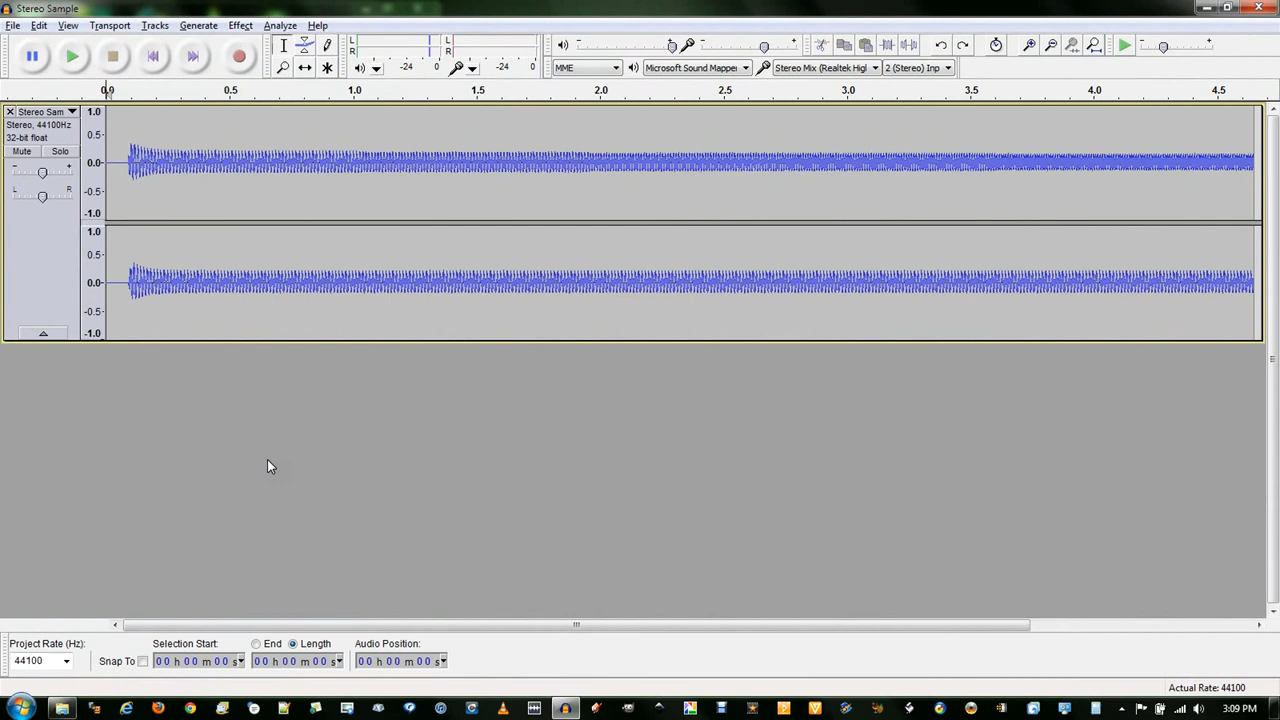 Stereo Sample
File Edit View Transport Tracks Generate Effect Analyze Help
L
R
-24 0
L
R
-24 0
- +
- +
MME
Microsoft Sound Mappe
Stereo Mix (Realtek Higl
2 (Stereo) Inp
0.0 0.5 1.0 1.5 2.0 2.5 3.0 3.5 4.0 4.5
Stereo Sam
Stereo, 44100Hz
32-bit float
Mute Solo
- +
L R
1.0
0.5
0.0
-0.5
-1.0
1.0
0.5
0.0
-0.5
-1.0
Project Rate (Hz): Selection Start: End Length Audio Position:
44100 Snap To 00 h 00 m 00 s 00 h 00 m 00 s 00 h 00 m 00 s
Actual Rate: 44100
3:09 PM